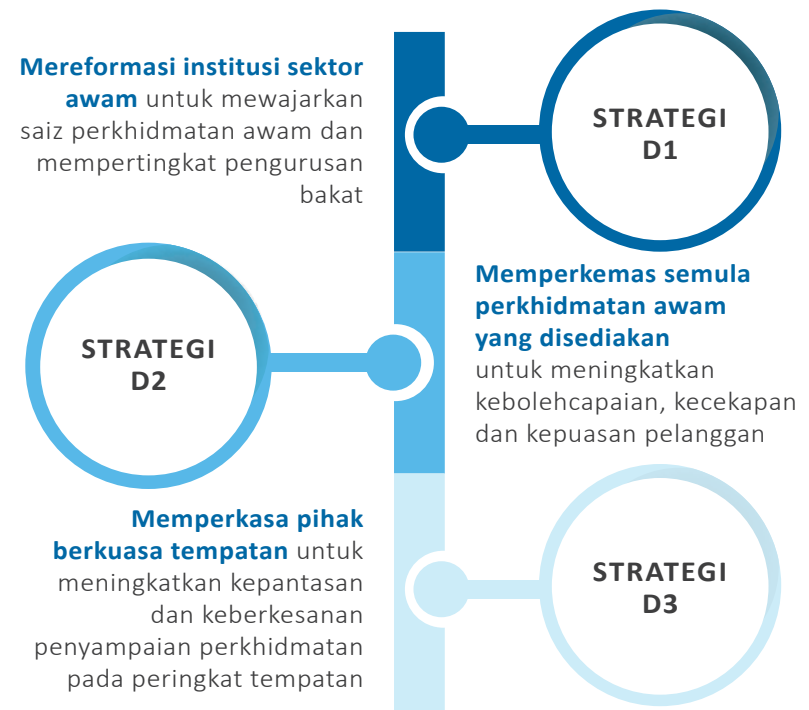 Mereformasi institusi sektor
awam untuk mewajarkan
saiz perkhidmatan awam dan
mempertingkat pengurusan
bakat
STRATEGI
D1
STRATEGI
D2
Memperkemas semula
perkhidmatan awam
yang disediakan
untuk meningkatkan
kebolehcapaian, kecekapan
dan kepuasan pelanggan
Memperkasa pihak
berkuasa tempatan untuk
meningkatkan kepantasan
dan keberkesanan
penyampaian perkhidmatan
pada peringkat tempatan
STRATEGI
D3